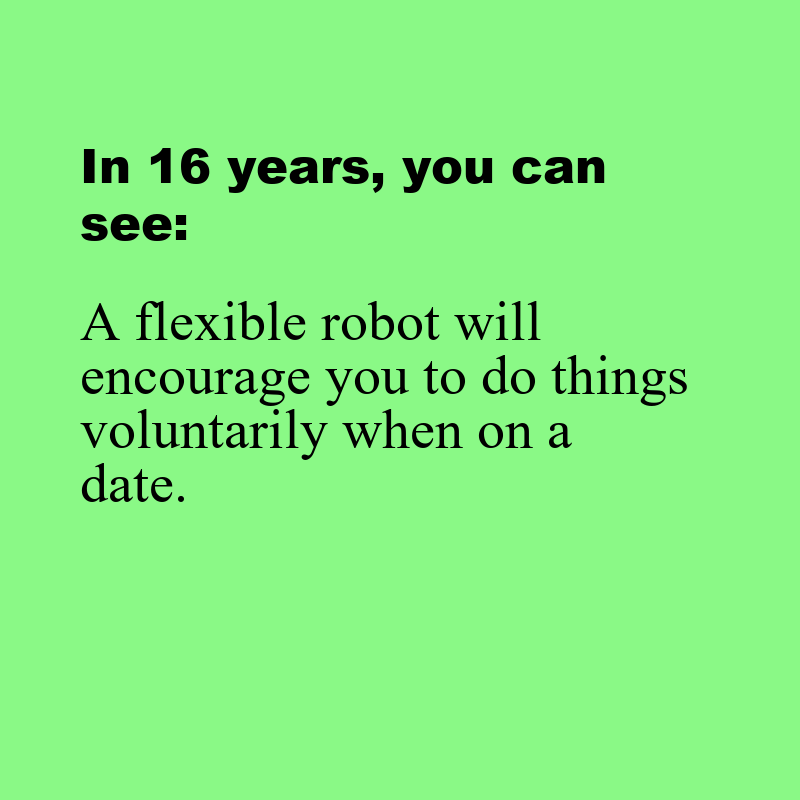 In 16 years, you can
see:
A flexible robot will
encourage you to do things
voluntarily when on a
date.